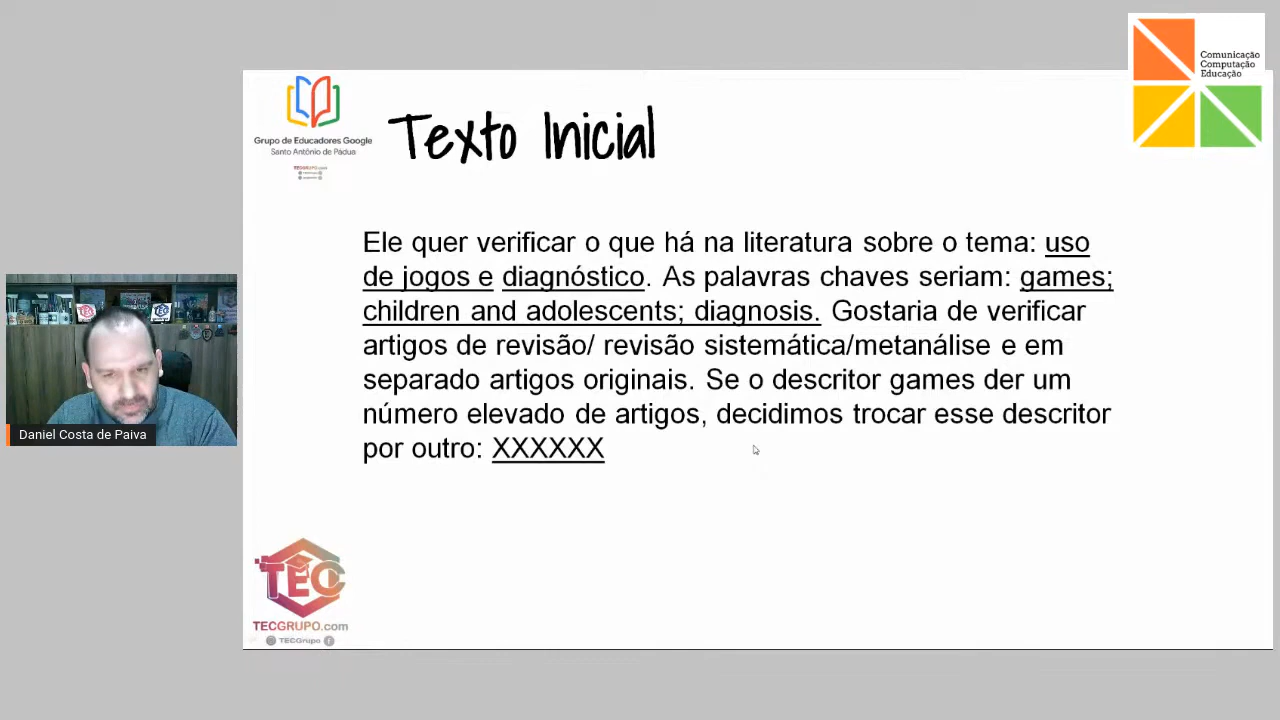 Comunicação
Computação
Educação
Grupo de Educadores Google
Santo Antônio de Pádua
TECGRUPO.com
Texto Inicial
Ele quer verificar o que há na literatura sobre o tema: uso
de jogos e diagnóstico. As palavras chaves seriam: games;
children and adolescents; diagnosis. Gostaria de verificar
artigos de revisão/ revisão sistemática/metanálise e em
separado artigos originais. Se o descritor games der um
número elevado de artigos, decidimos trocar esse descritor
por outro: XXXXXX
Daniel Costa de Paiva
TEC
TECGRUPO.com
TECGrupo